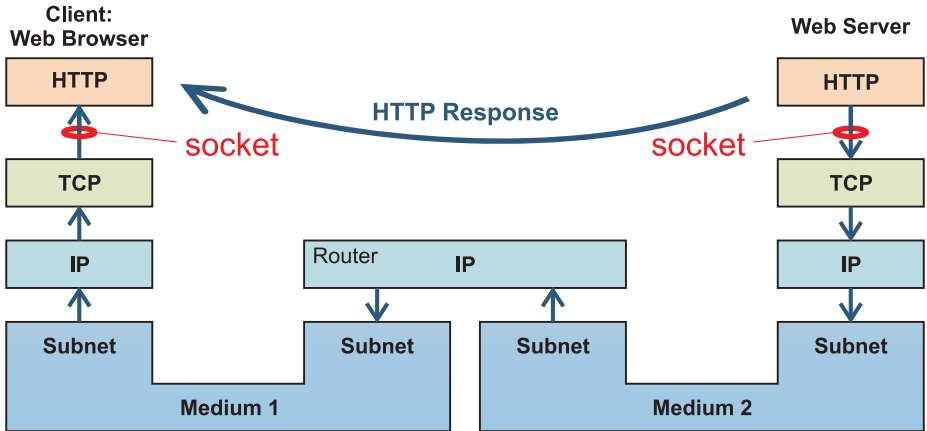 Client:
Web Browser
Web Server
HTTP
HTTP
HTTP Response
socket
socket
TCP
TCP
Router
IP
IP
IP
Subnet
Subnet
Subnet
Subnet
Medium 1
Medium 2